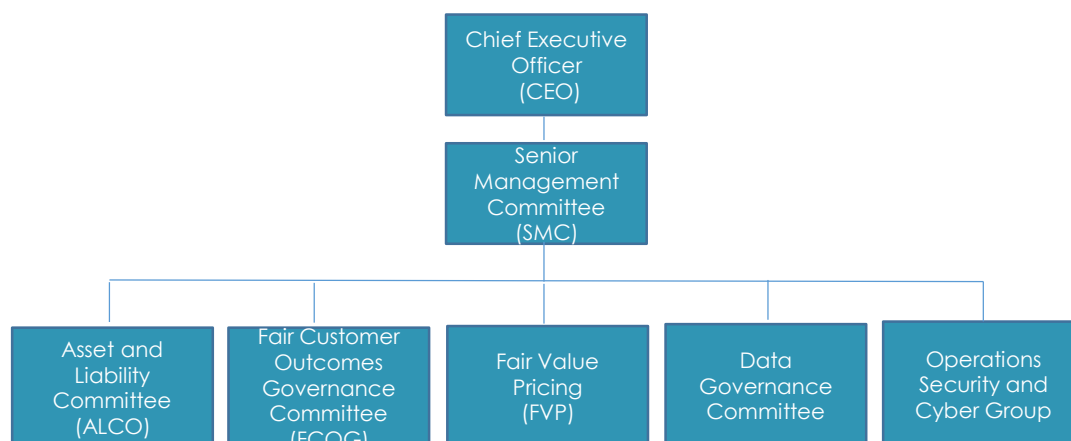 Chief Executive
Officer
(CEO)
Senior
Management
Committee
(SMC)
Asset and
Liability
Committee
(ALCO)
Fair Customer
Outcomes
Governance
Committee
(FCOG)
Fair Value
Pricing
(FVP)
Data
Governance
Committee
Operations
Security and
Cyber Group